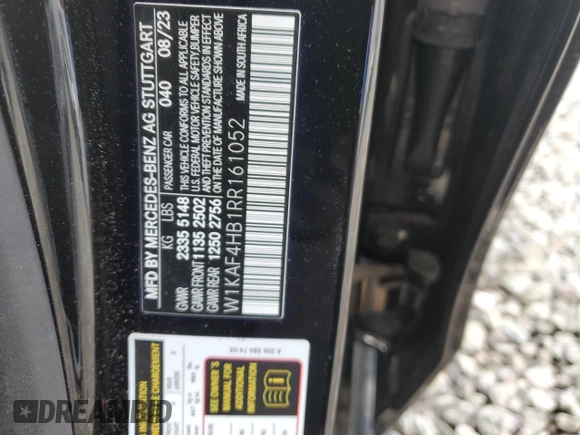 MFD BY MERCEDES-BENZ AG STUTTGART
KG LBS PASSENGER CAR 040 08/23
GVWR 2335 5148
GAWR FRONT 1135 2502
GAWR REAR 1250 2756
THIS VEHICLE CONFORMS TO ALL APPLICABLE
U.S. FEDERAL MOTOR VEHICLE SAFETY, BUMPER
AND THEFT PREVENTION STANDARDS IN EFFECT
ON THE DATE OF MANUFACTURE SHOWN ABOVE
W1KAF4HB1RR161052
MADE IN SOUTH AFRICA
SEE OWNER'S
MANUAL FOR
ADDITIONAL
INFORMATION
DREAMBID